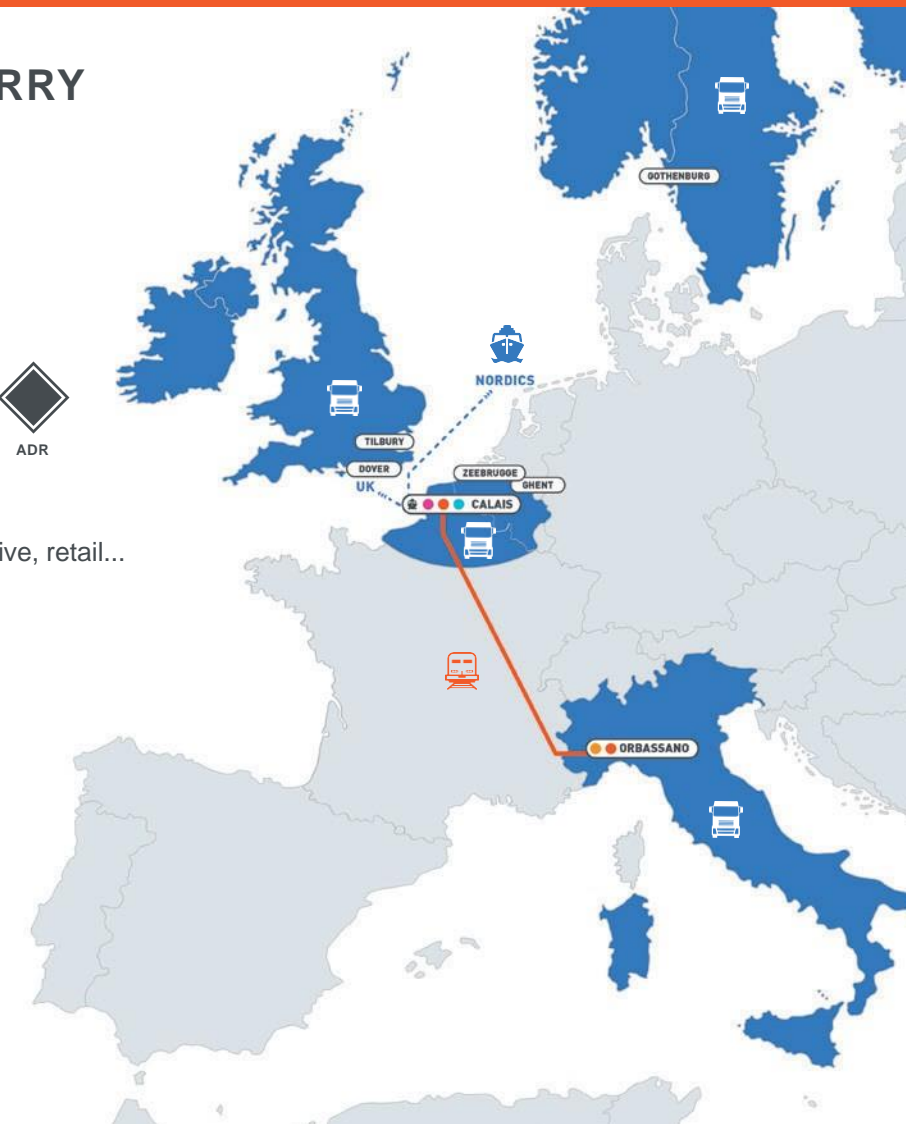 RRY
GOTHENBURG
NORDICS
ADR
TILBURY
DOVER
ZEEBRUGGE
GHENT
UK
CALAIS
ive, retail...
ORBASSANO